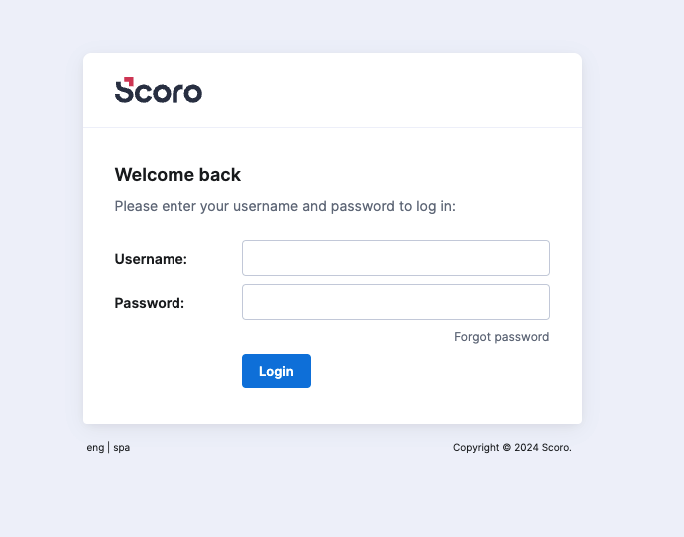 Scoro
Welcome back
Please enter your username and password to log in:
Username:
Password:
Forgot password
Login
eng | spa
Copyright © 2024 Scoro.